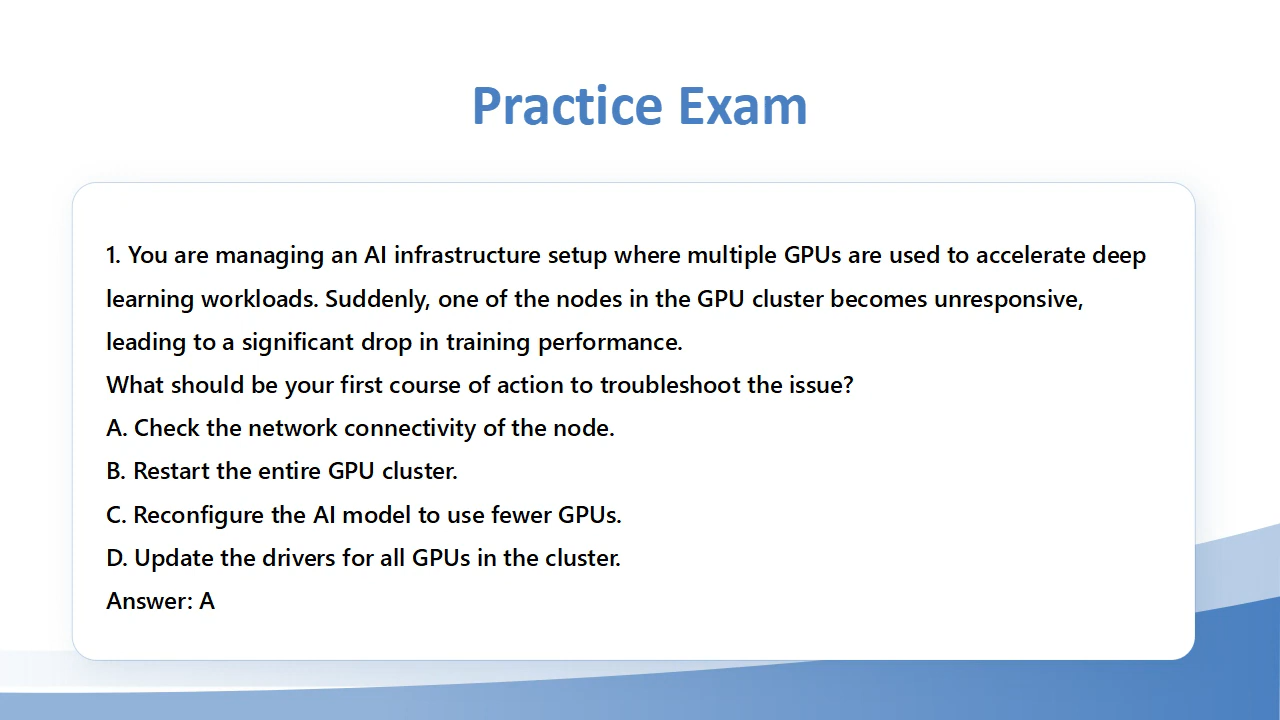 Practice Exam
1. You are managing an AI infrastructure setup where multiple GPUs are used to accelerate deep
learning workloads. Suddenly, one of the nodes in the GPU cluster becomes unresponsive,
leading to a significant drop in training performance.
What should be your first course of action to troubleshoot the issue?
A. Check the network connectivity of the node.
B. Restart the entire GPU cluster.
C. Reconfigure the AI model to use fewer GPUs.
D. Update the drivers for all GPUs in the cluster.
Answer: A